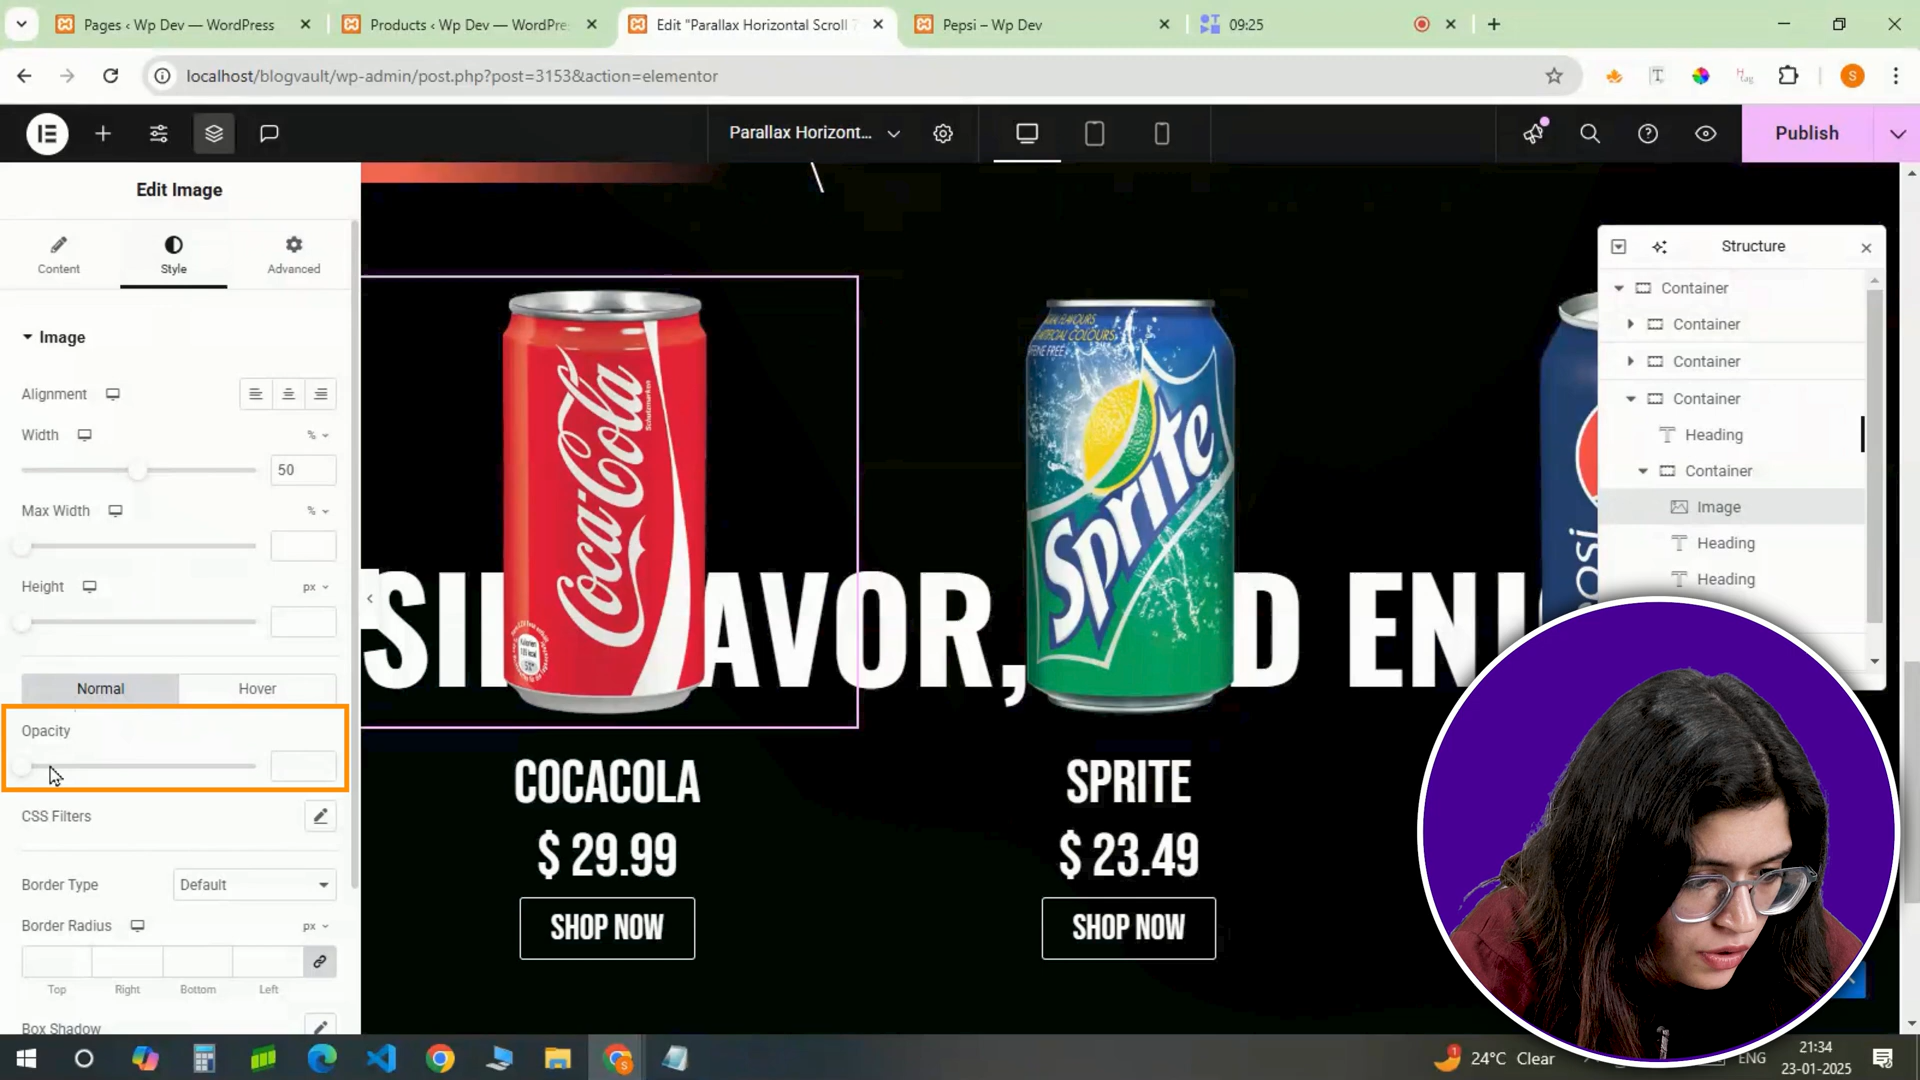 Pages ‹ Wp Dev — WordPress
Products ‹ Wp Dev — WordPre
Edit "Parallax Horizontal Scroll
Pepsi – Wp Dev
09:25
localhost/blogvault/wp-admin/post.php?post=3153&action=elementor
S
Parallax Horizont...
Publish
Edit Image
Content
Style
Advanced
Image
Alignment
Width
%
50
Max Width
%
Height
px
Normal
Hover
Opacity
CSS Filters
Border Type
Default
Border Radius
px
Top
Right
Bottom
Left
Box Shadow
Structure
Container
Container
Container
Container
Heading
Container
Image
Heading
Heading
Coca-Cola
Sprite
AVOR,
D ENJ
COCACOLA
$ 29.99
SHOP NOW
SPRITE
$ 23.49
SHOP NOW
24°C Clear
ENG
21:34
23-01-2025